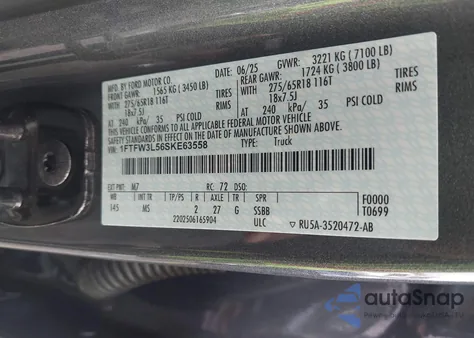 MFD. BY FORD MOTOR CO.
06/25 GVWR: 3221 KG ( 7100 LB)
FRONT GAWR: 1565 KG ( 3450 LB)
REAR GAWR: 1724 KG ( 3800 LB)
WITH
275/65R18 116T
TIRES
WITH
275/65R18 116T
TIRES
18x7.5J
RIMS
18x7.5J
RIMS
AT 240 kPa/ 35 PSI COLD
AT 240 kPa/ 35 PSI COLD
THIS VEHICLE CONFORMS TO ALL APPLICABLE FEDERAL MOTOR VEHICLE
SAFETY STANDARDS IN EFFECT ON THE DATE OF MANUFACTURE SHOWN ABOVE.
VIN: 1FTFW3L56SKE63558
TYPE: Truck
EXT PNT: M7 RC: 72 DSO:
WB INT TR TP/PS R AXLE TR SPR
145 MS 2 27 G SSBB
F0000
T0699
2202506165904 ULC
RU5A-3520472-AB
autoSnap